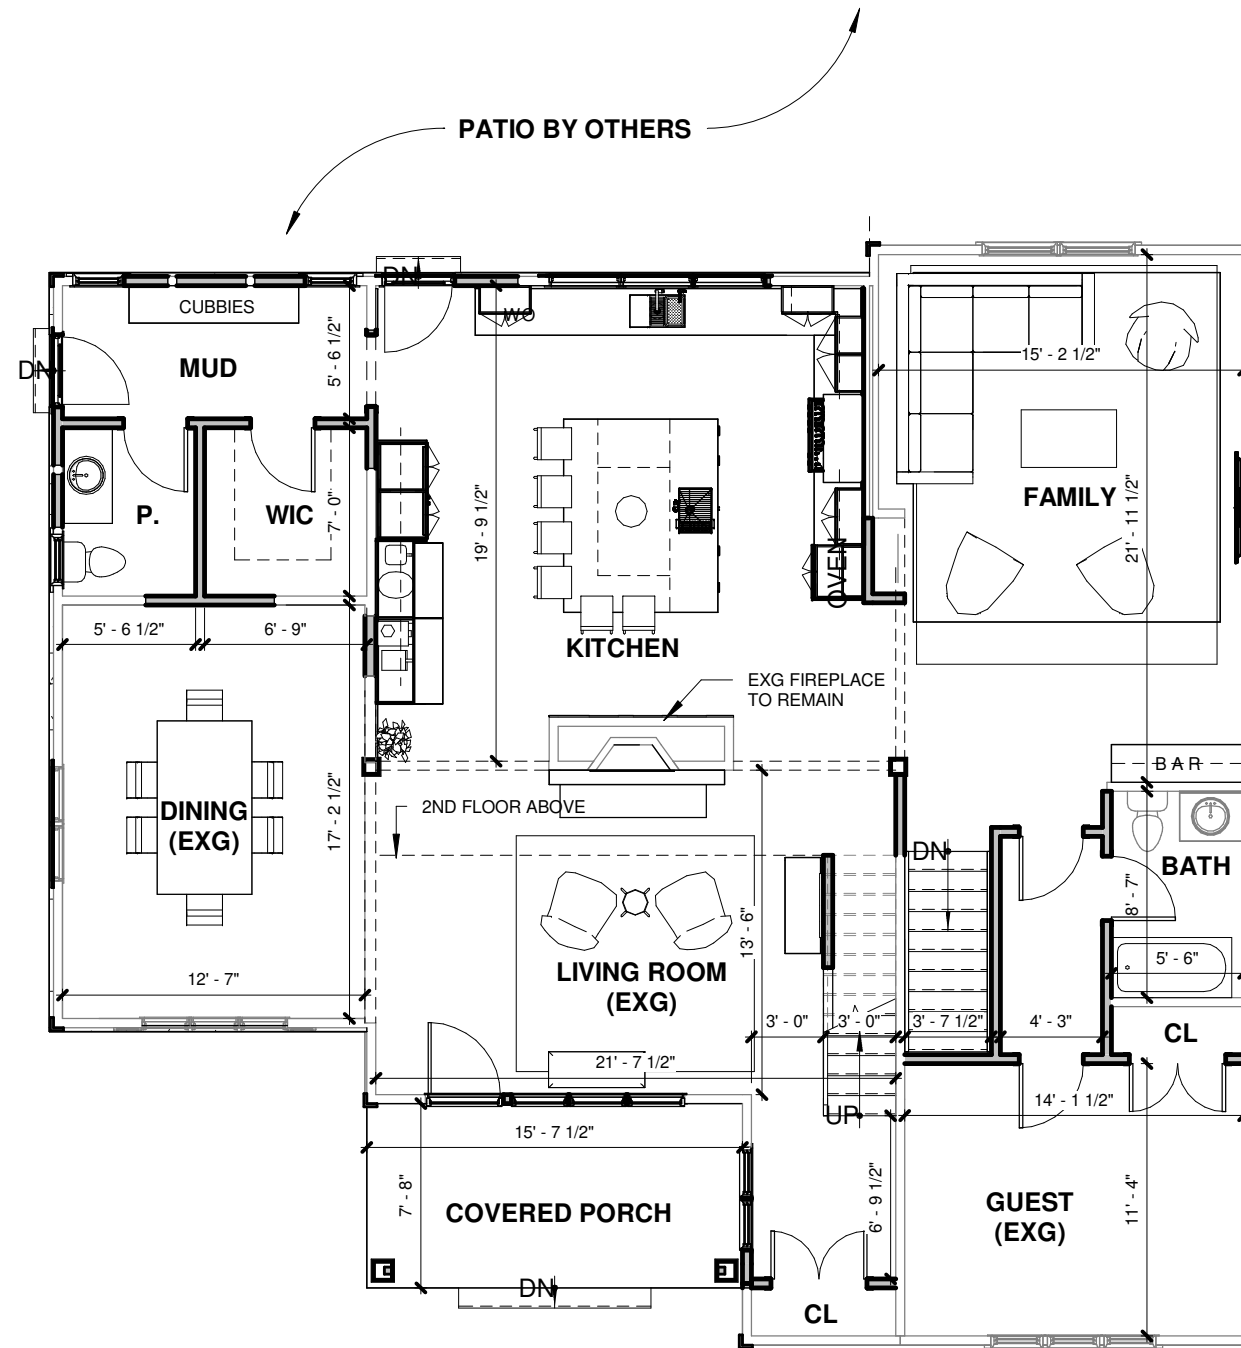 PATIO BY OTHERS
DN
CUBBIES
WO
MUD
5' - 6 1/2"
DN
15' - 2 1/2"
P.
WIC
7' - 0"
19' - 9 1/2"
FAMILY
21' - 11 1/2"
OVEN
5' - 6 1/2"
6' - 9"
KITCHEN
EXG FIREPLACE
TO REMAIN
BAR
2ND FLOOR ABOVE
DINING
(EXG)
17' - 2 1/2"
DN
BATH
8' - 7"
13' - 6"
LIVING ROOM
(EXG)
12' - 7"
5' - 6"
3' - 0"
3' - 0"
3' - 7 1/2"
4' - 3"
CL
21' - 7 1/2"
14' - 1 1/2"
UP
15' - 7 1/2"
7' - 8"
COVERED PORCH
6' - 9 1/2"
GUEST
(EXG)
11' - 4"
DN
CL